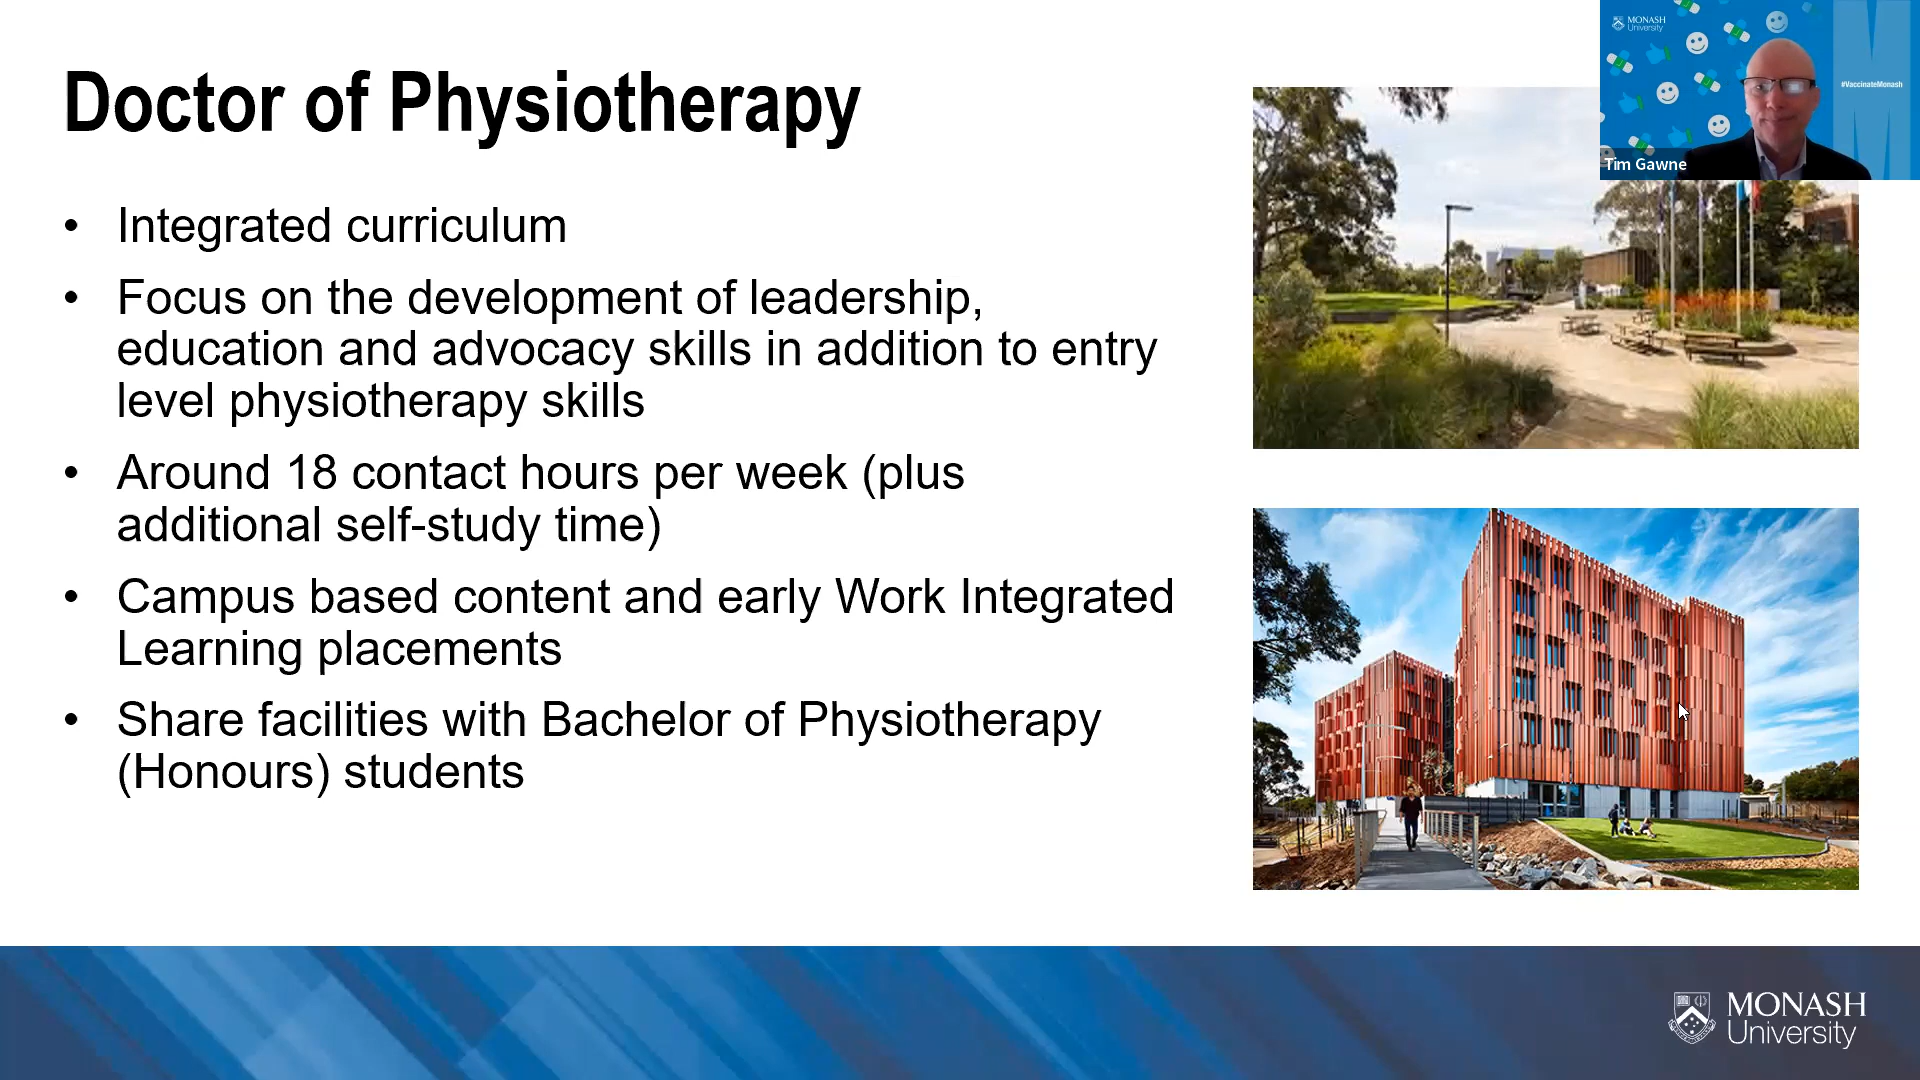 Doctor of Physiotherapy
• Integrated curriculum
• Focus on the development of leadership,
education and advocacy skills in addition to entry
level physiotherapy skills
• Around 18 contact hours per week (plus
additional self-study time)
• Campus based content and early Work Integrated
Learning placements
• Share facilities with Bachelor of Physiotherapy
(Honours) students
MONASH
University
#VaccinateMonash
Tim Gawne
MONASH
University